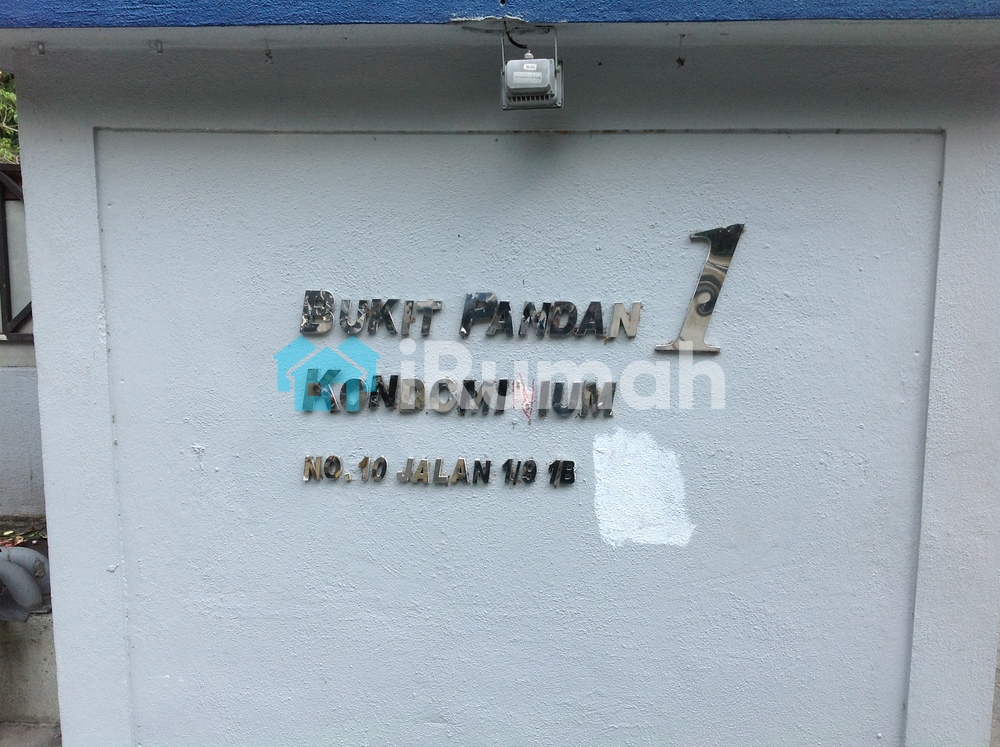 BUKIT PANDAN 1
KONDOMINIUM
iRumah
NO. 10 JALAN 1/9 1B